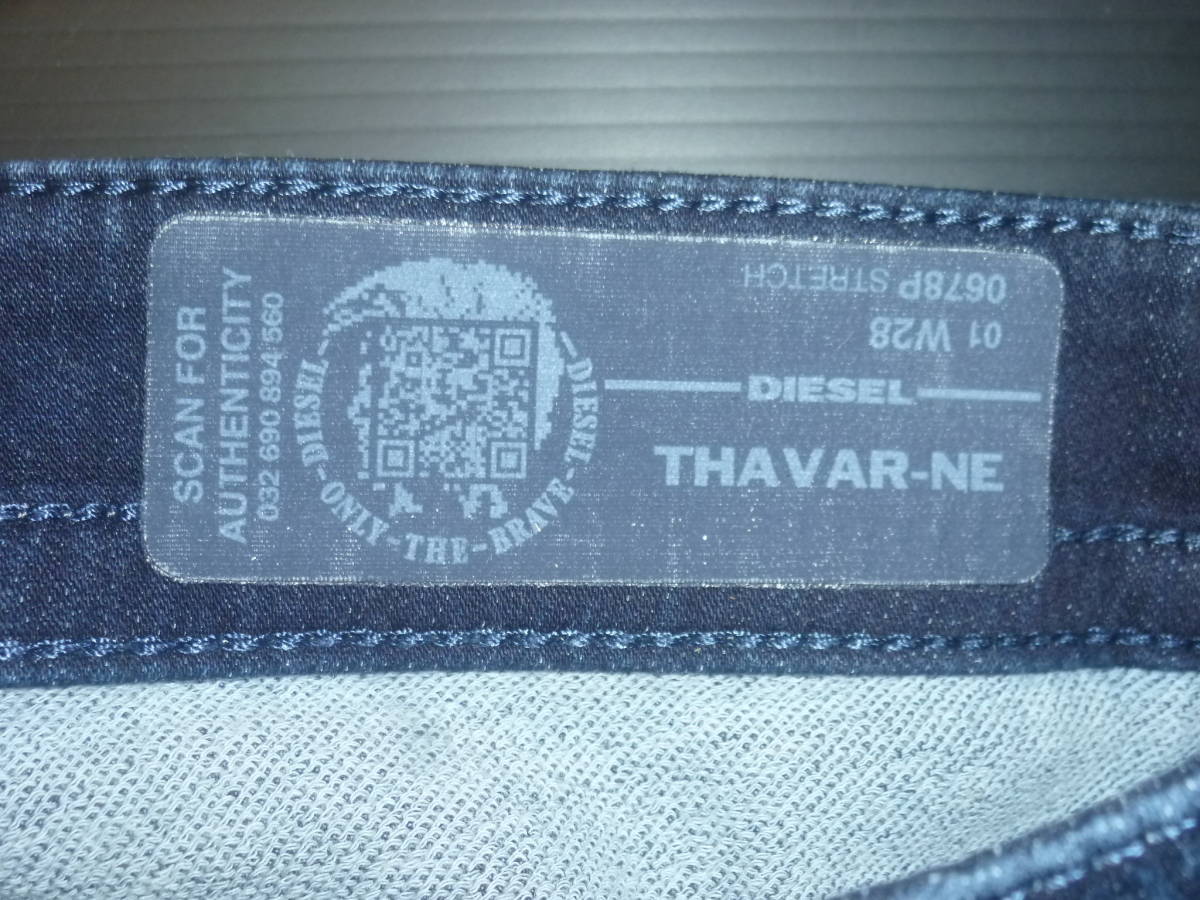 SCAN FOR
AUTHENTICITY
032 690 894 560
DIESEL-ONLY-THE-BRAVE-DIESEL
0678P STRETCH
01 W28
DIESEL
THAVAR-NE